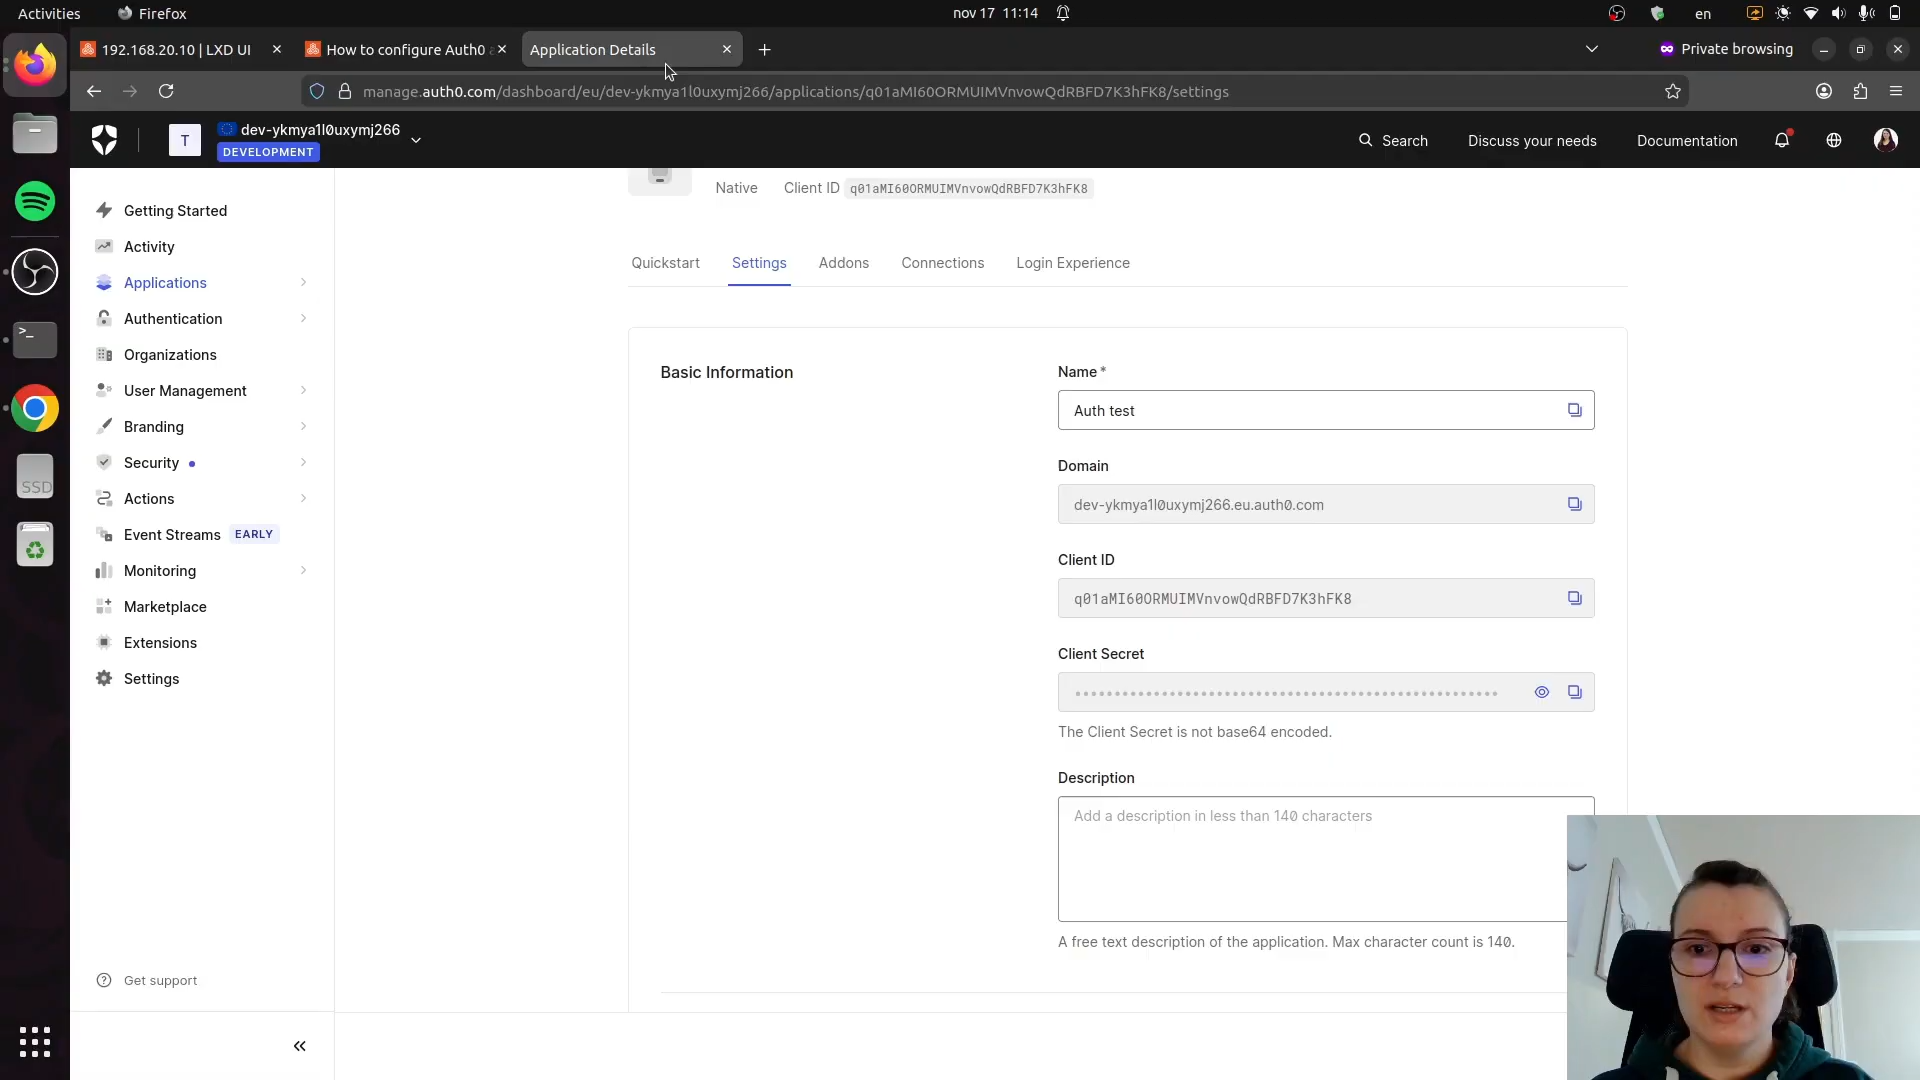 Activities
Firefox
nov 17 11:14
en
192.168.20.10 | LXD UI
How to configure Auth0
Application Details
Private browsing
manage.auth0.com/dashboard/eu/dev-ykmya1l0uxymj266/applications/q01aMI60ORMUIMVnvowQdRBFD7K3hFK8/settings
T
dev-ykmya1l0uxymj266
DEVELOPMENT
Search
Discuss your needs
Documentation
Native
Client ID
q01aMI60ORMUIMVnvowQdRBFD7K3hFK8
Getting Started
Activity
Applications
Authentication
Organizations
User Management
Branding
Security
Actions
Event Streams
EARLY
Monitoring
Marketplace
Extensions
Settings
Get support
SSD
Quickstart
Settings
Addons
Connections
Login Experience
Basic Information
Name *
Auth test
Domain
dev-ykmya1l0uxymj266.eu.auth0.com
Client ID
q01aMI60ORMUIMVnvowQdRBFD7K3hFK8
Client Secret
The Client Secret is not base64 encoded.
Description
Add a description in less than 140 characters
A free text description of the application. Max character count is 140.